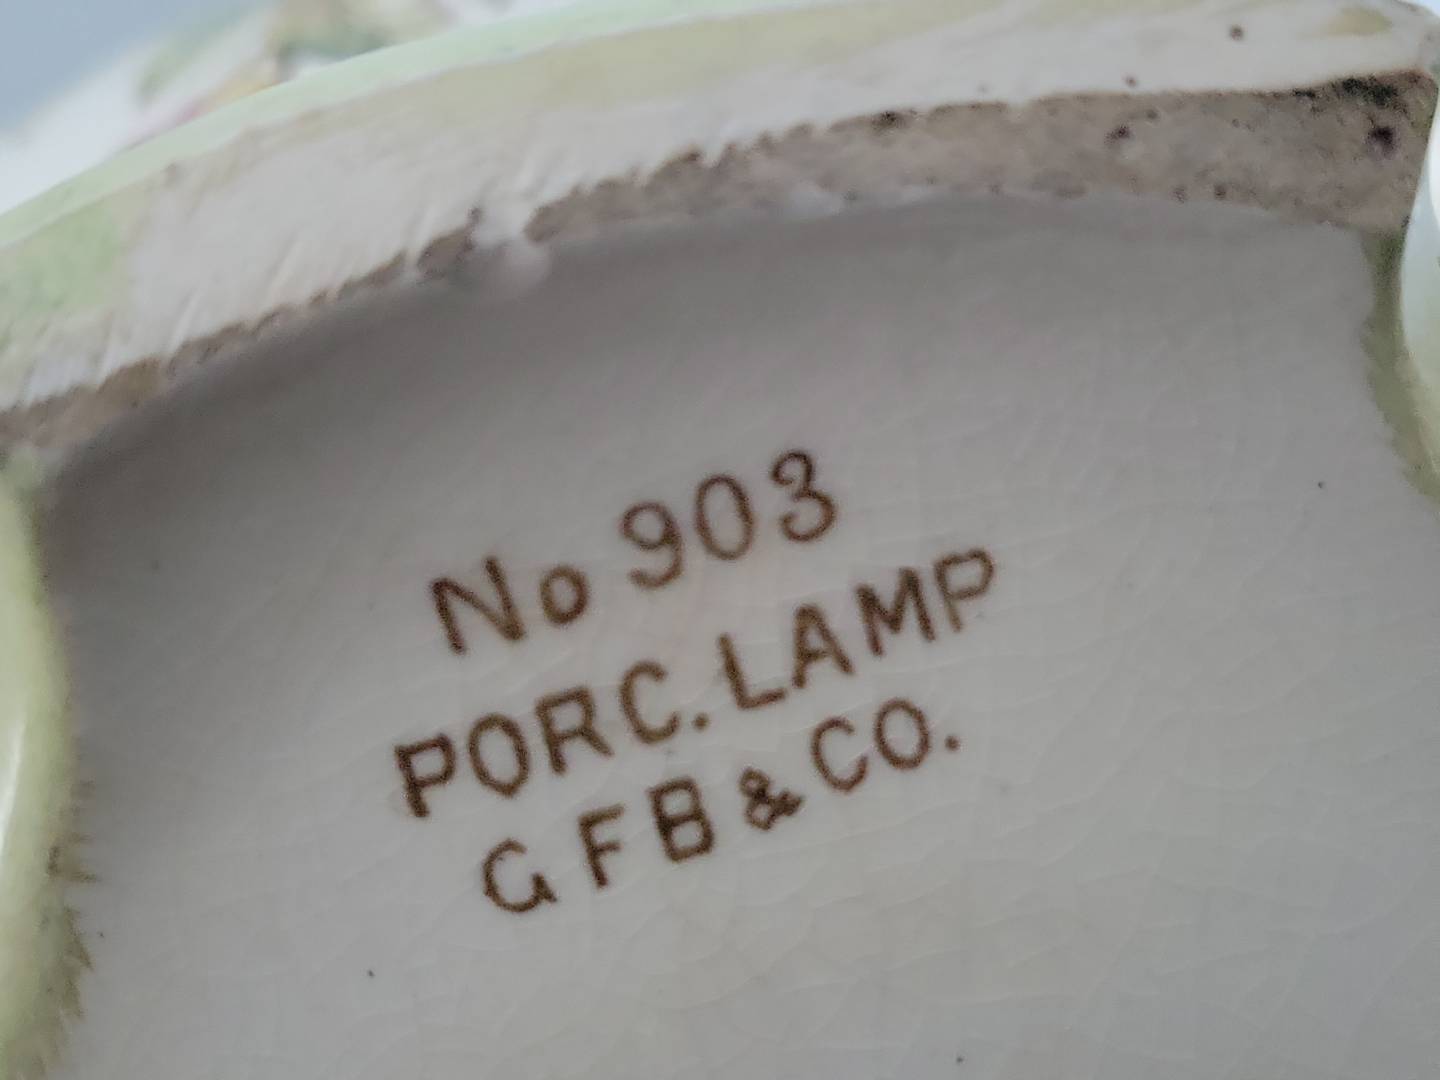 No 903
PORC. LAMP
G F B & CO.